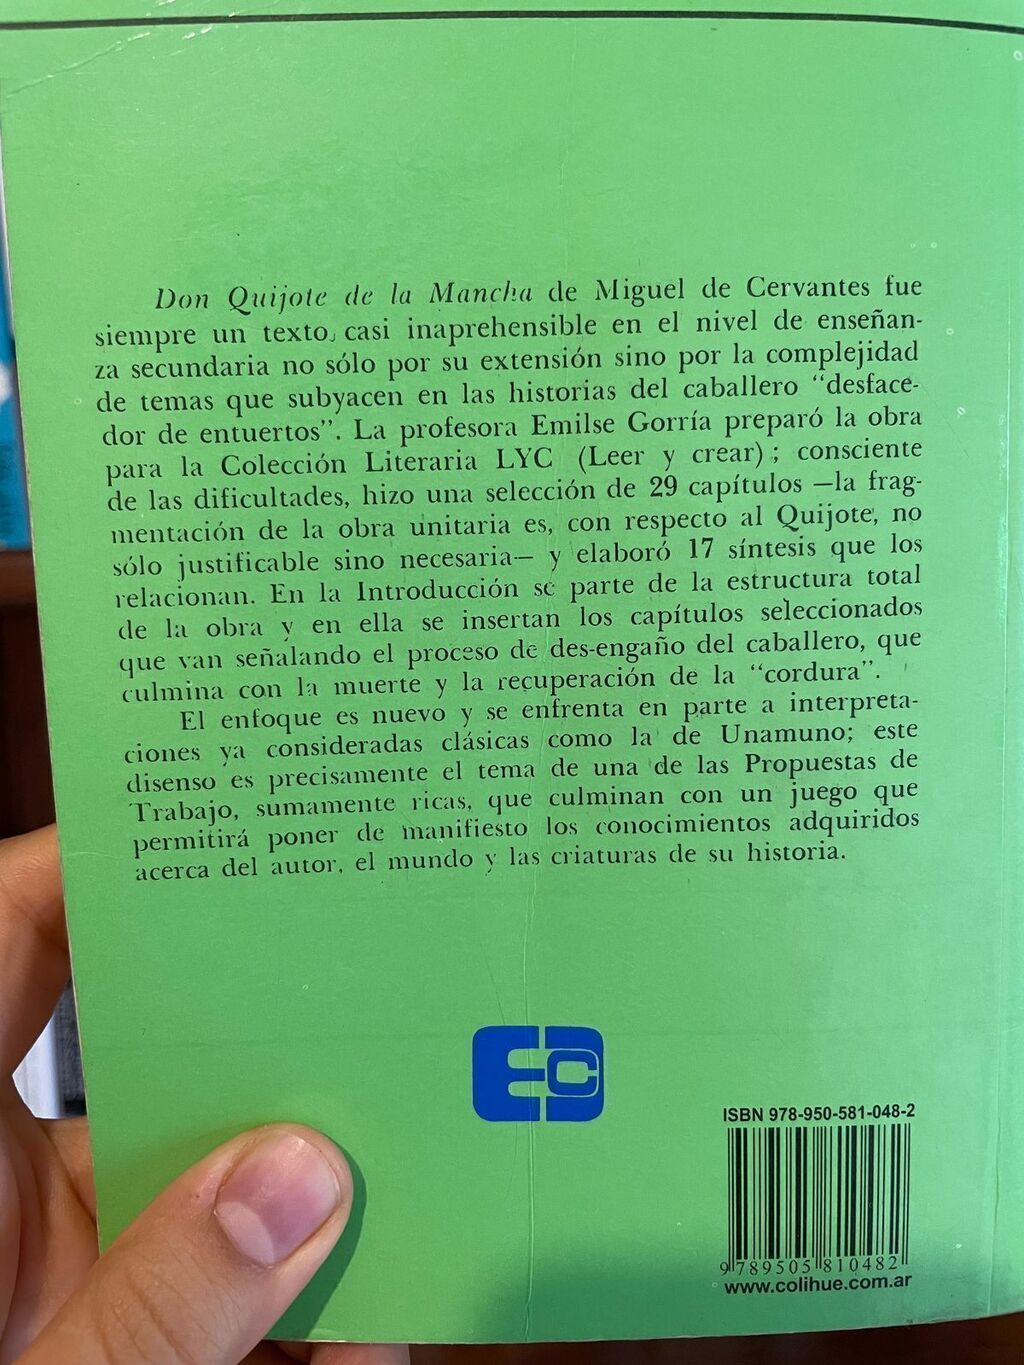 Don Quijote de la Mancha de Miguel de Cervantes fue
siempre un texto casi inaprehensible en el nivel de enseñan-
za secundaria no sólo por su extensión sino por la complejidad
de temas que subyacen en las historias del caballero “desface-
dor de entuertos”. La profesora Emilse Gorría preparó la obra
para la Colección Literaria LYC (Leer y crear); consciente
de las dificultades, hizo una selección de 29 capítulos —la frag-
mentación de la obra unitaria es, con respecto al Quijote, no
sólo justificable sino necesaria— y elaboró 17 síntesis que los
relacionan. En la Introducción se parte de la estructura total
de la obra y en ella se insertan los capítulos seleccionados
que van señalando el proceso de des-engaño del caballero, que
culmina con la muerte y la recuperación de la “cordura”.
El enfoque es nuevo y se enfrenta en parte a interpreta-
ciones ya consideradas clásicas como la de Unamuno; este
disenso es precisamente el tema de una de las Propuestas de
Trabajo, sumamente ricas, que culminan con un juego que
permitirá poner de manifiesto los conocimientos adquiridos
acerca del autor, el mundo y las criaturas de su historia.
EC
ISBN 978-950-581-048-2
9 789505 810482
www.colihue.com.ar